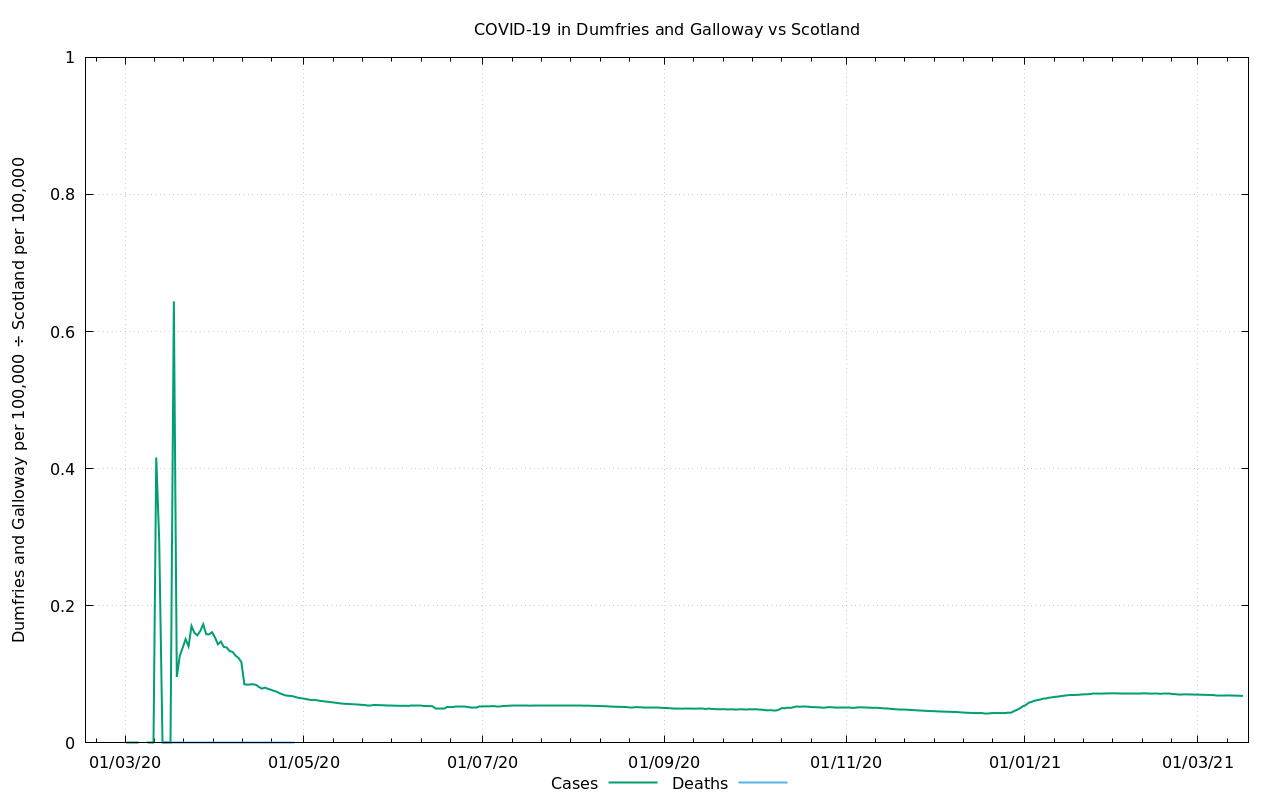 COVID-19 in Dumfries and Galloway vs Scotland
Dumfries and Galloway per 100,000 ÷ Scotland per 100,000
1
0.8
0.6
0.4
0.2
0
01/03/20 01/05/20 01/07/20 01/09/20 01/11/20 01/01/21 01/03/21
Cases Deaths